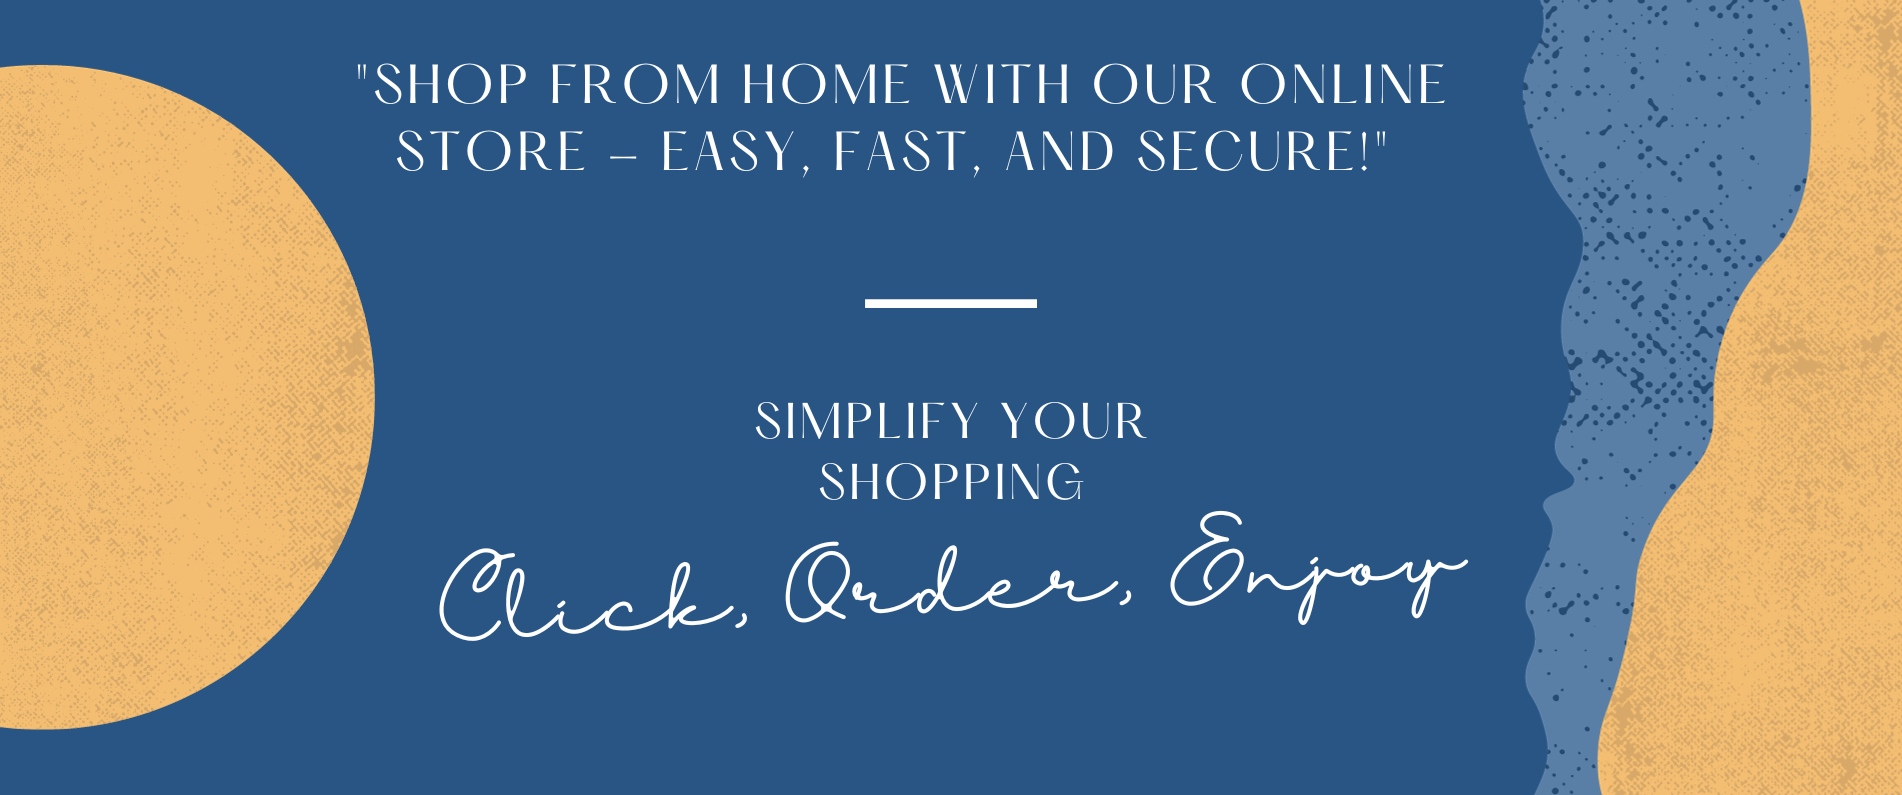 "SHOP FROM HOME WITH OUR ONLINE
STORE – EASY, FAST, AND SECURE!"
SIMPLIFY YOUR
SHOPPING
Click, Order, Enjoy